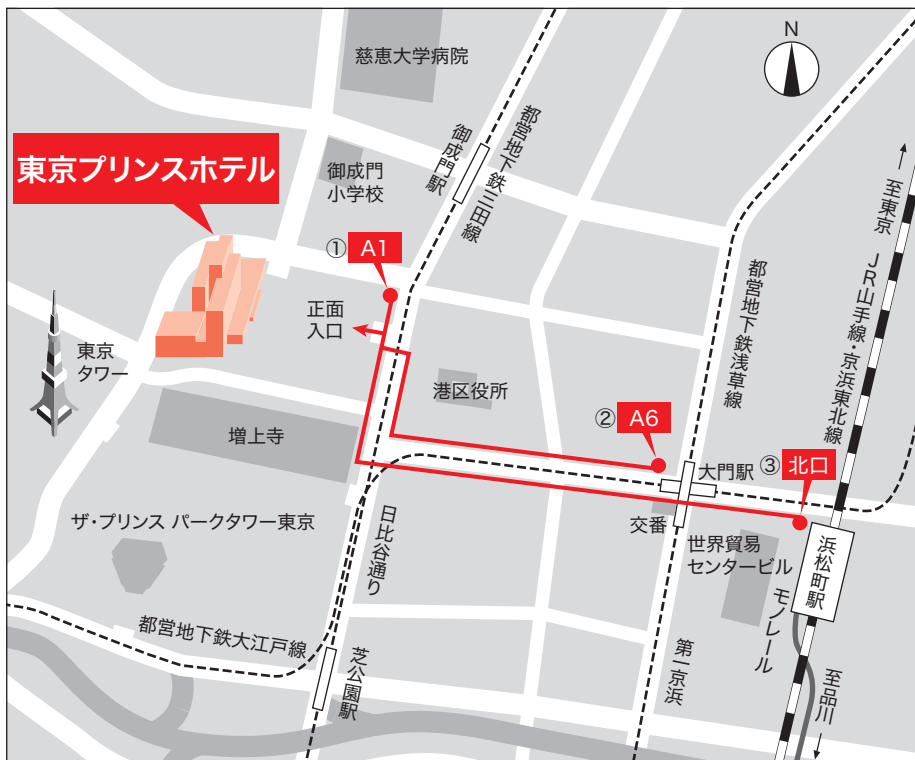 慈恵大学病院
N
都営地下鉄三田線
御成門駅
東京プリンスホテル
御成門
小学校
至東京
JR山手線・京浜東北線
① A1
都営地下鉄浅草線
正面
入口
東京
タワー
港区役所
② A6
増上寺
大門駅
③ 北口
交番
世界貿易
センタービル
浜松町駅
モノレール
ザ・プリンス パークタワー東京
日比谷通り
都営地下鉄大江戸線
芝公園駅
第一京浜
至品川